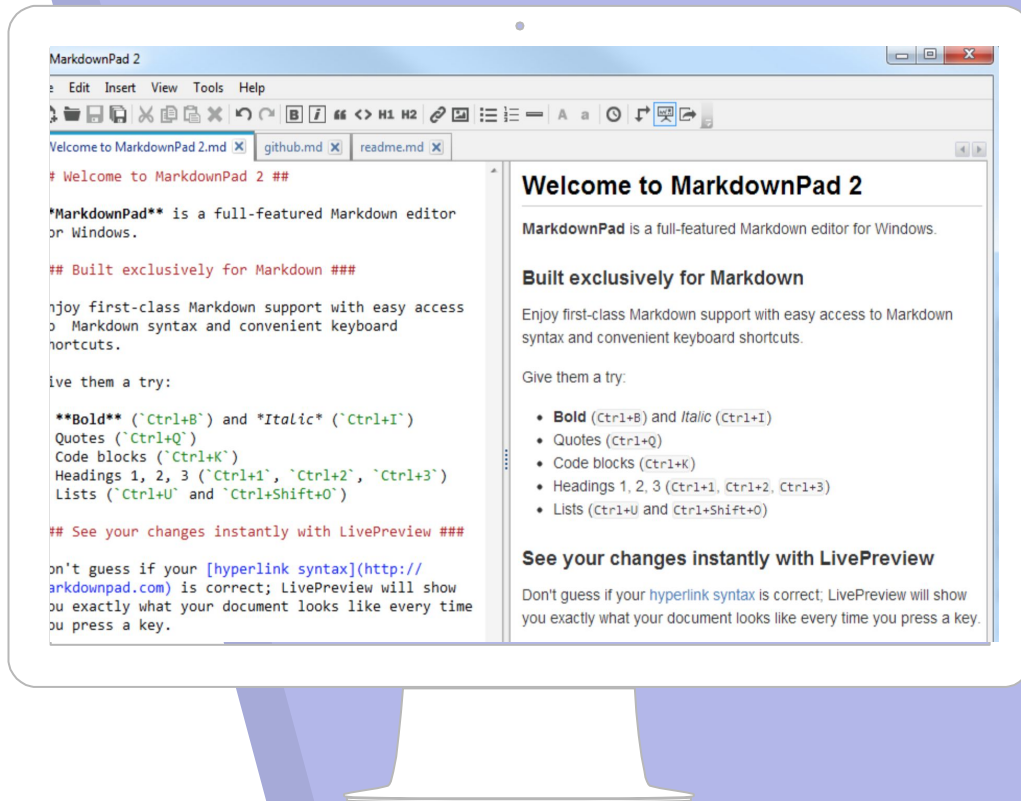 MarkdownPad 2
Edit Insert View Tools Help
B i H1 H2 A a
Welcome to MarkdownPad 2.md github.md readme.md
# Welcome to MarkdownPad 2 ##
*MarkdownPad** is a full-featured Markdown editor
or Windows.
## Built exclusively for Markdown ###
njoy first-class Markdown support with easy access
o Markdown syntax and convenient keyboard
hortcuts.
ive them a try:
**Bold** (`Ctrl+B`) and *Italic* (`Ctrl+I`)
Quotes (`Ctrl+Q`)
Code blocks (`Ctrl+K`)
Headings 1, 2, 3 (`Ctrl+1`, `Ctrl+2`, `Ctrl+3`)
Lists (`Ctrl+U` and `Ctrl+Shift+O`)
## See your changes instantly with LivePreview ###
on't guess if your [hyperlink syntax](http://
arkdownpad.com) is correct; LivePreview will show
ou exactly what your document looks like every time
ou press a key.
Welcome to MarkdownPad 2
MarkdownPad is a full-featured Markdown editor for Windows.
Built exclusively for Markdown
Enjoy first-class Markdown support with easy access to Markdown
syntax and convenient keyboard shortcuts.
Give them a try:
• Bold (Ctrl+B) and Italic (Ctrl+I)
• Quotes (Ctrl+Q)
• Code blocks (Ctrl+K)
• Headings 1, 2, 3 (Ctrl+1, Ctrl+2, Ctrl+3)
• Lists (Ctrl+U and Ctrl+Shift+O)
See your changes instantly with LivePreview
Don't guess if your hyperlink syntax is correct; LivePreview will show
you exactly what your document looks like every time you press a key.